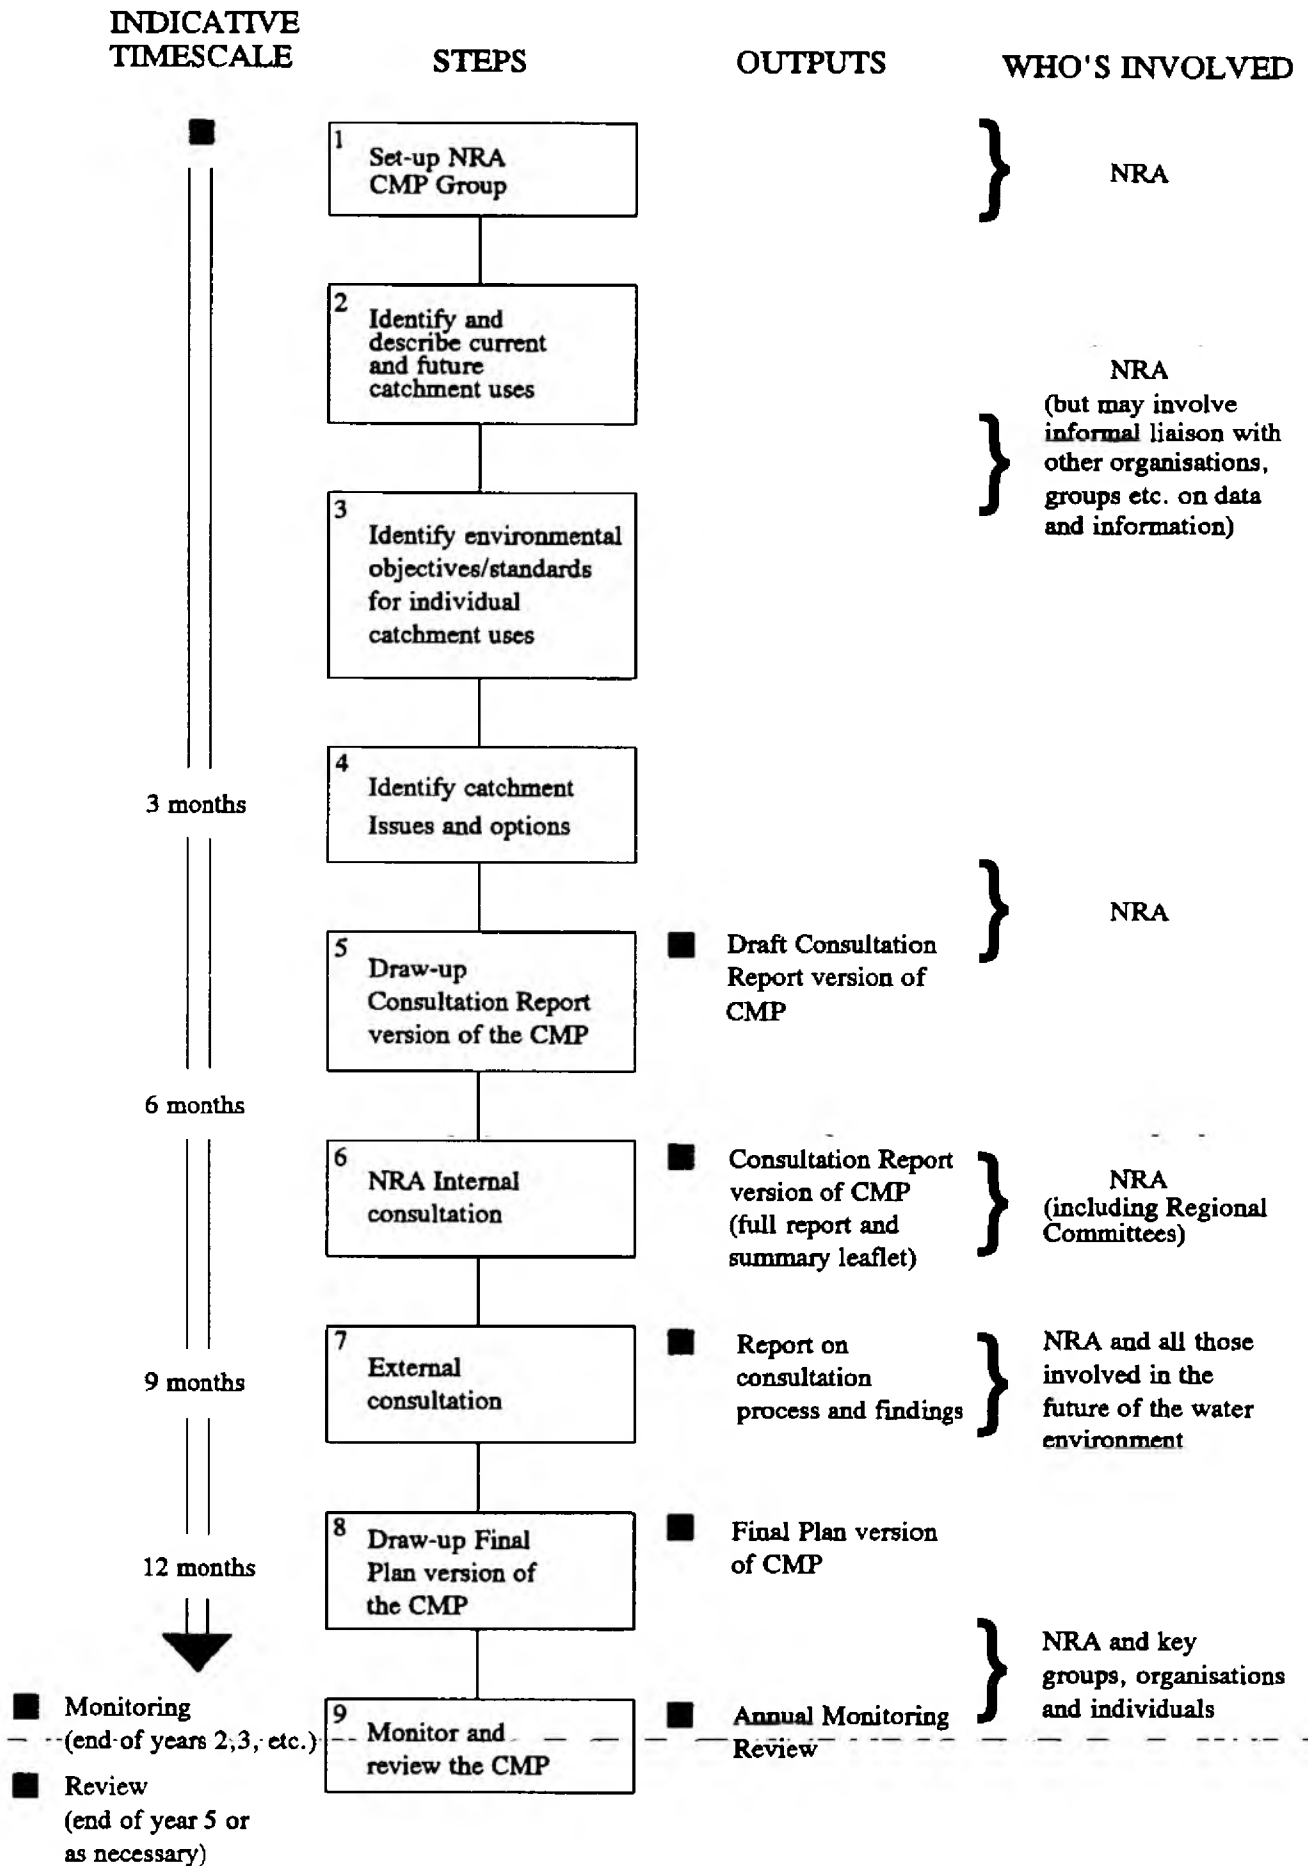 INDICATIVE
TIMESCALE
STEPS
OUTPUTS
WHO'S INVOLVED
1
Set-up NRA
CMP Group
NRA
2
Identify and
describe current
and future
catchment uses
NRA
(but may involve
informal liaison with
other organisations,
groups etc. on data
and information)
3
Identify environmental
objectives/standards
for individual
catchment uses
3 months
4
Identify catchment
Issues and options
NRA
5
Draw-up
Consultation Report
version of the CMP
Draft Consultation
Report version of
CMP
6 months
6
NRA Internal
consultation
Consultation Report
version of CMP
(full report and
summary leaflet)
NRA
(including Regional
Committees)
9 months
7
External
consultation
Report on
consultation
process and findings
NRA and all those
involved in the
future of the water
environment
12 months
8
Draw-up Final
Plan version of
the CMP
Final Plan version
of CMP
NRA and key
groups, organisations
and individuals
Monitoring
(end of years 2,3, etc.)
9
Monitor and
review the CMP
Annual Monitoring
Review
Review
(end of year 5 or
as necessary)